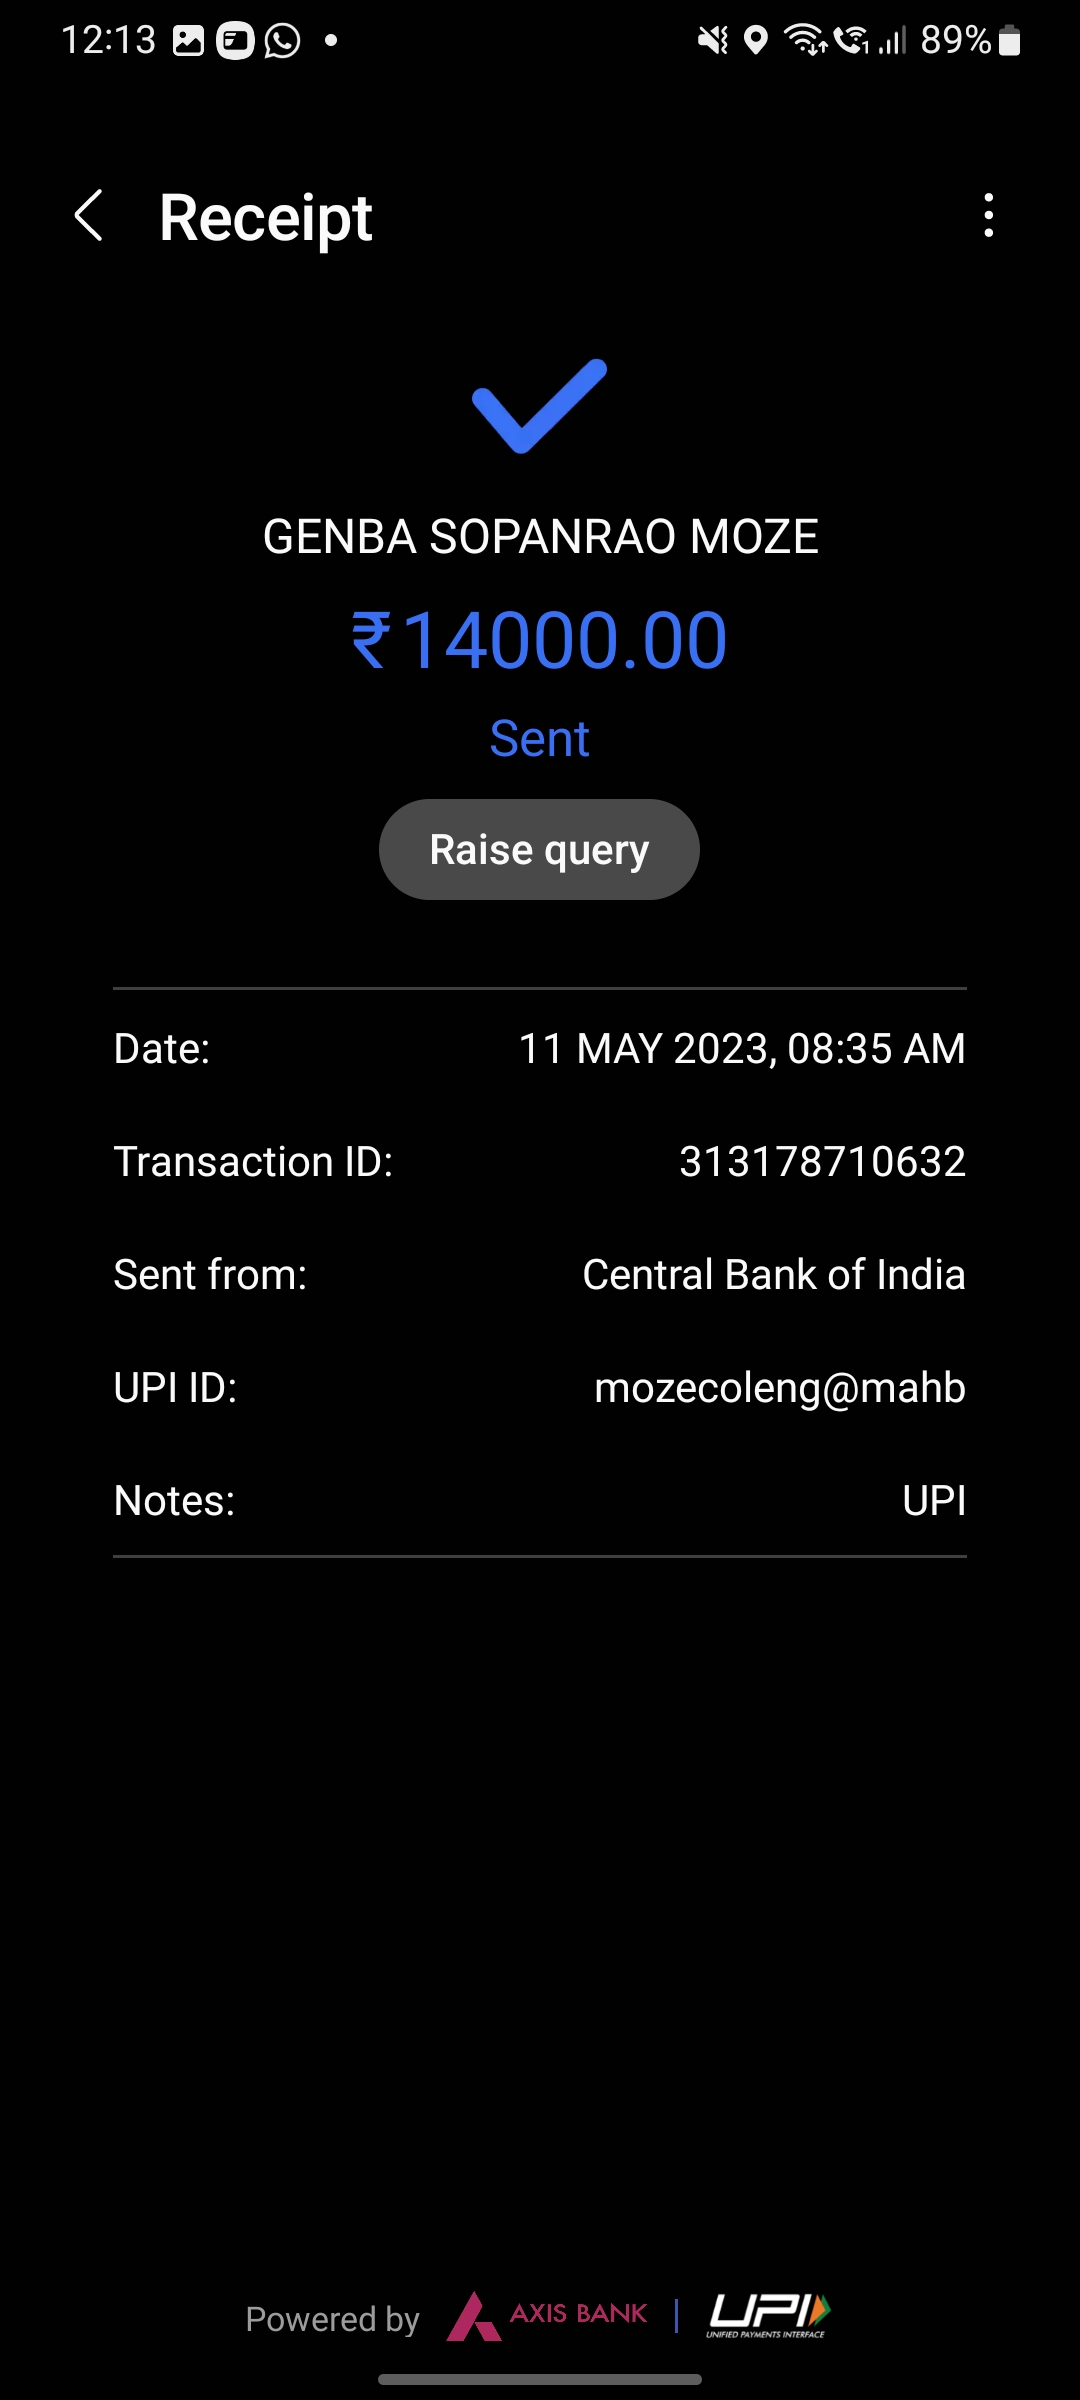 12:13 89%
Receipt
GENBA SOPANRAO MOZE
₹14000.00
Sent
Raise query
Date: 11 MAY 2023, 08:35 AM
Transaction ID: 313178710632
Sent from: Central Bank of India
UPI ID: mozecoleng@mahb
Notes: UPI
Powered by AXIS BANK | UPI
UNIFIED PAYMENTS INTERFACE